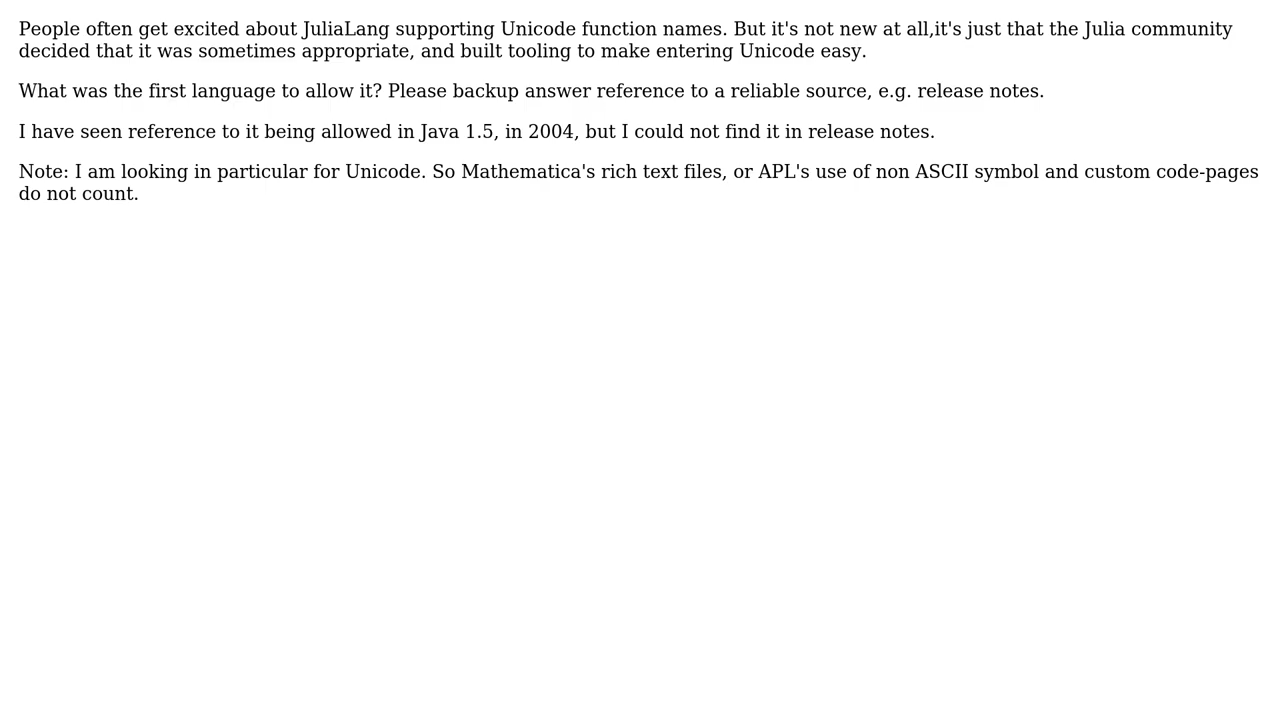 People often get excited about JuliaLang supporting Unicode function names. But it's not new at all,it's just that the Julia community
decided that it was sometimes appropriate, and built tooling to make entering Unicode easy.
What was the first language to allow it? Please backup answer reference to a reliable source, e.g. release notes.
I have seen reference to it being allowed in Java 1.5, in 2004, but I could not find it in release notes.
Note: I am looking in particular for Unicode. So Mathematica's rich text files, or APL's use of non ASCII symbol and custom code-pages
do not count.